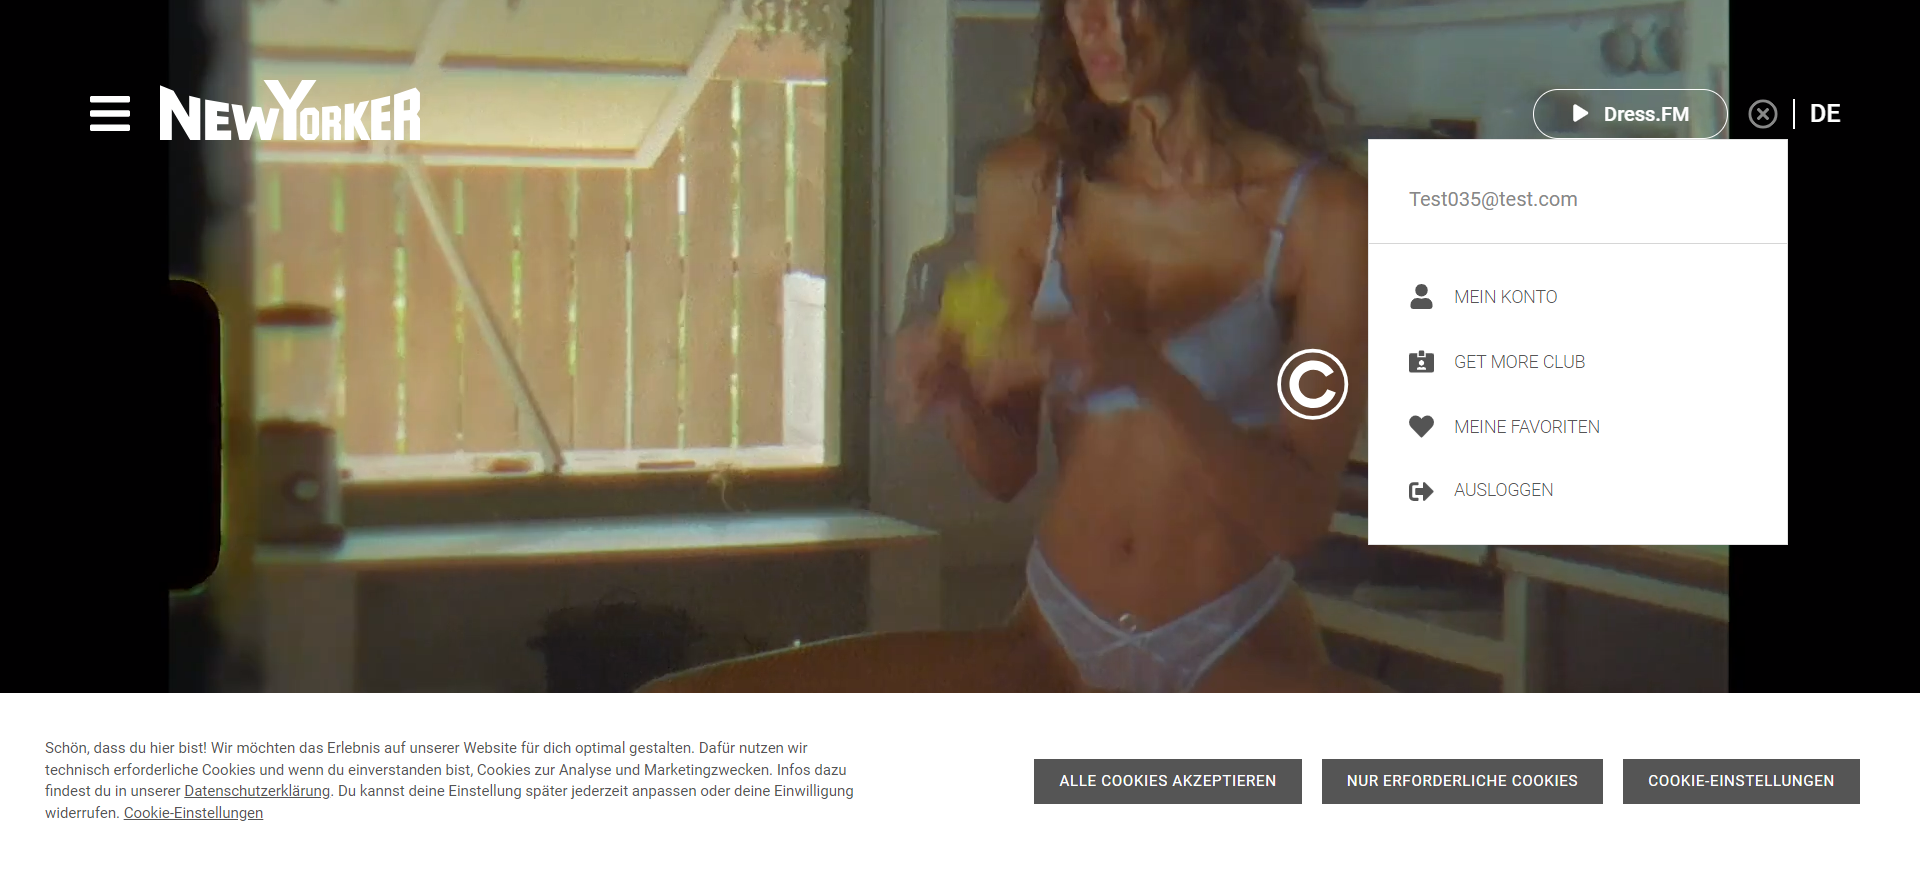 NEWYORKER
Dress.FM
DE
Test035@test.com
MEIN KONTO
GET MORE CLUB
MEINE FAVORITEN
AUSLOGGEN
©
Schön, dass du hier bist! Wir möchten das Erlebnis auf unserer Website für dich optimal gestalten. Dafür nutzen wir
technisch erforderliche Cookies und wenn du einverstanden bist, Cookies zur Analyse und Marketingzwecken. Infos dazu
findest du in unserer Datenschutzerklärung. Du kannst deine Einstellung später jederzeit anpassen oder deine Einwilligung
widerrufen. Cookie-Einstellungen
ALLE COOKIES AKZEPTIEREN
NUR ERFORDERLICHE COOKIES
COOKIE-EINSTELLUNGEN